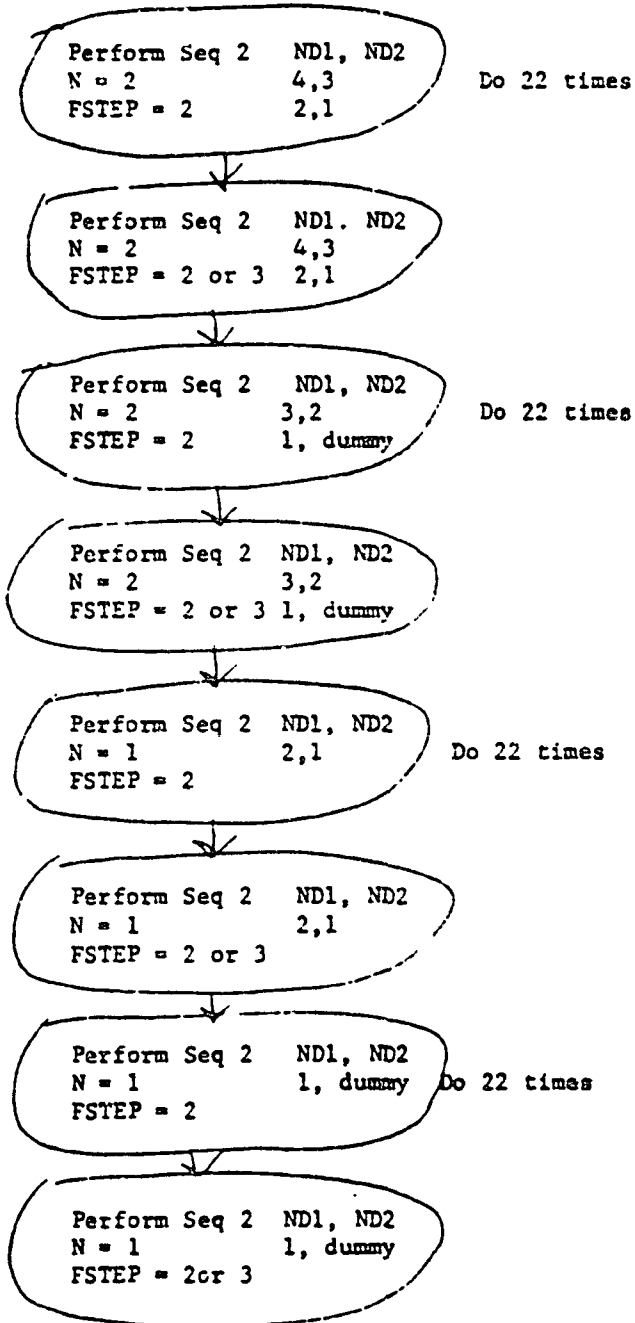 Perform Seq 2 ND1, ND2
N = 2 4,3 Do 22 times
FSTEP = 2 2,1
Perform Seq 2 ND1. ND2
N = 2 4,3
FSTEP = 2 or 3 2,1
Perform Seq 2 ND1, ND2
N = 2 3,2 Do 22 times
FSTEP = 2 1, dummy
Perform Seq 2 ND1, ND2
N = 2 3,2
FSTEP = 2 or 3 1, dummy
Perform Seq 2 ND1, ND2
N = 1 2,1 Do 22 times
FSTEP = 2
Perform Seq 2 ND1, ND2
N = 1 2,1
FSTEP = 2 or 3
Perform Seq 2 ND1, ND2
N = 1 1, dummy Do 22 times
FSTEP = 2
Perform Seq 2 ND1, ND2
N = 1 1, dummy
FSTEP = 2or 3